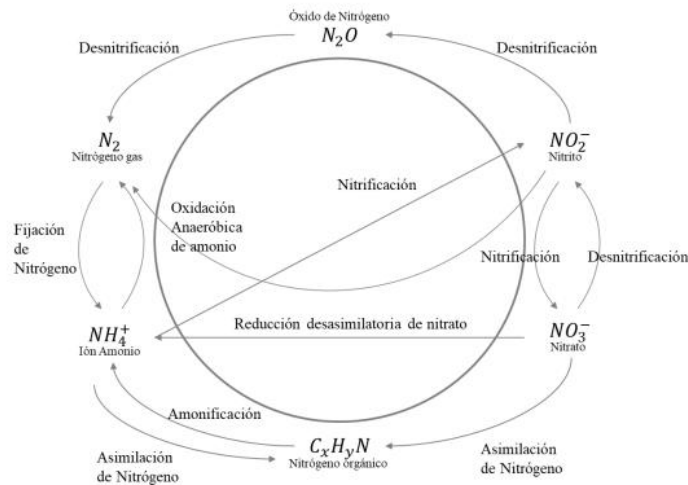 Óxido de Nitrógeno
N₂O
Desnitrificación
Desnitrificación
N₂
Nitrógeno gas
NO₂⁻
Nitrito
Nitrificación
Oxidación
Anaeróbica
de amonio
Fijación
de
Nitrógeno
Nitrificación
Desnitrificación
NH₄⁺
Ión Amonio
Reducción desasimilatoria de nitrato
NO₃⁻
Nitrato
Amonificación
CₓHᵧN
Nitrógeno orgánico
Asimilación
de Nitrógeno
Asimilación
de Nitrógeno